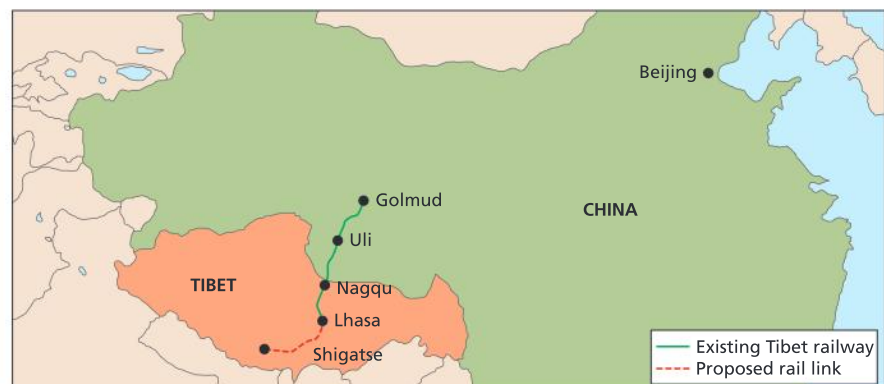 Beijing
Golmud
CHINA
Uli
TIBET
Nagqu
Lhasa
Shigatse
Existing Tibet railway
Proposed rail link